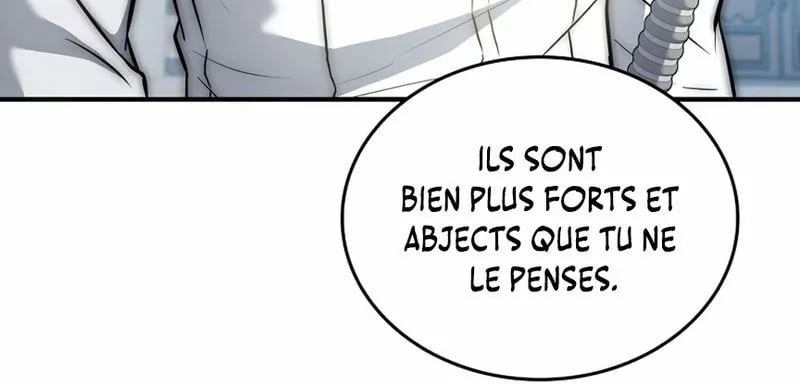 ILS SONT
BIEN PLUS FORTS ET
ABJECTS QUE TU NE
LE PENSES.